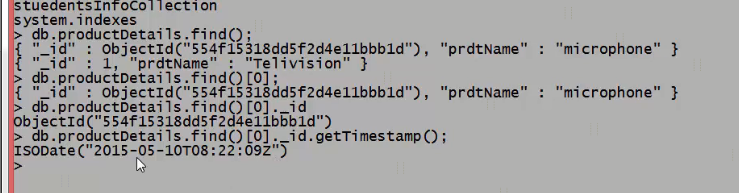 stuedentsInfoCollection
system.indexes
> db.productDetails.find();
{ "_id" : ObjectId("554f15318dd5f2d4e11bbb1d"), "prdtName" : "microphone" }
{ "_id" : 1, "prdtName" : "Telivision" }
> db.productDetails.find()[0];
{ "_id" : ObjectId("554f15318dd5f2d4e11bbb1d"), "prdtName" : "microphone" }
> db.productDetails.find()[0]._id
ObjectId("554f15318dd5f2d4e11bbb1d")
> db.productDetails.find()[0]._id.getTimestamp();
ISODate("2015-05-10T08:22:09Z")
>